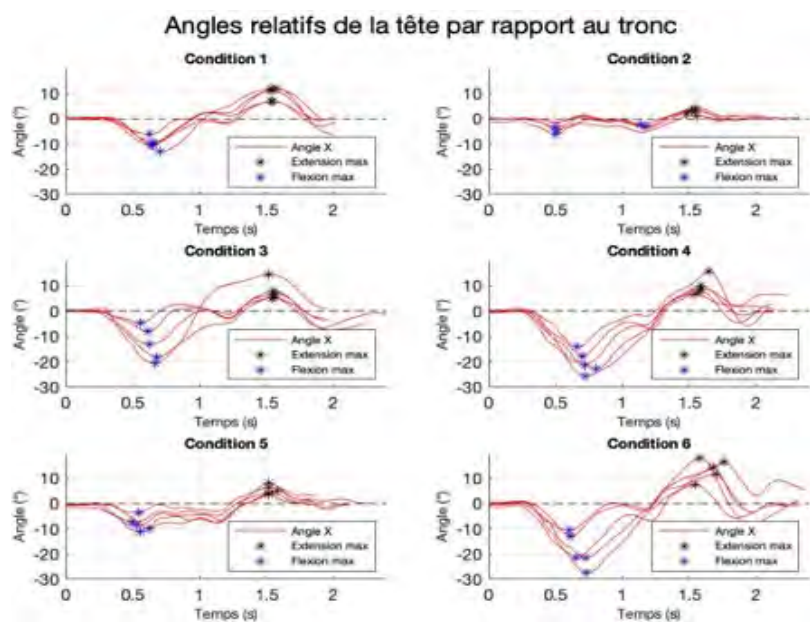 Angles relatifs de la tête par rapport au tronc
Condition 1
Angle (°)
10
0
-10
-20
-30
0 0.5 1 1.5 2
Temps (s)
Angle X
Extension max
Flexion max
Condition 2
Angle (°)
10
0
-10
-20
-30
0 0.5 1 1.5 2
Temps (s)
Angle X
Extension max
Flexion max
Condition 3
Angle (°)
10
0
-10
-20
-30
0 0.5 1 1.5 2
Temps (s)
Angle X
Extension max
Flexion max
Condition 4
Angle (°)
10
0
-10
-20
-30
0 0.5 1 1.5 2
Temps (s)
Angle X
Extension max
Flexion max
Condition 5
Angle (°)
10
0
-10
-20
-30
0 0.5 1 1.5 2
Temps (s)
Angle X
Extension max
Flexion max
Condition 6
Angle (°)
10
0
-10
-20
-30
0 0.5 1 1.5 2
Temps (s)
Angle X
Extension max
Flexion max